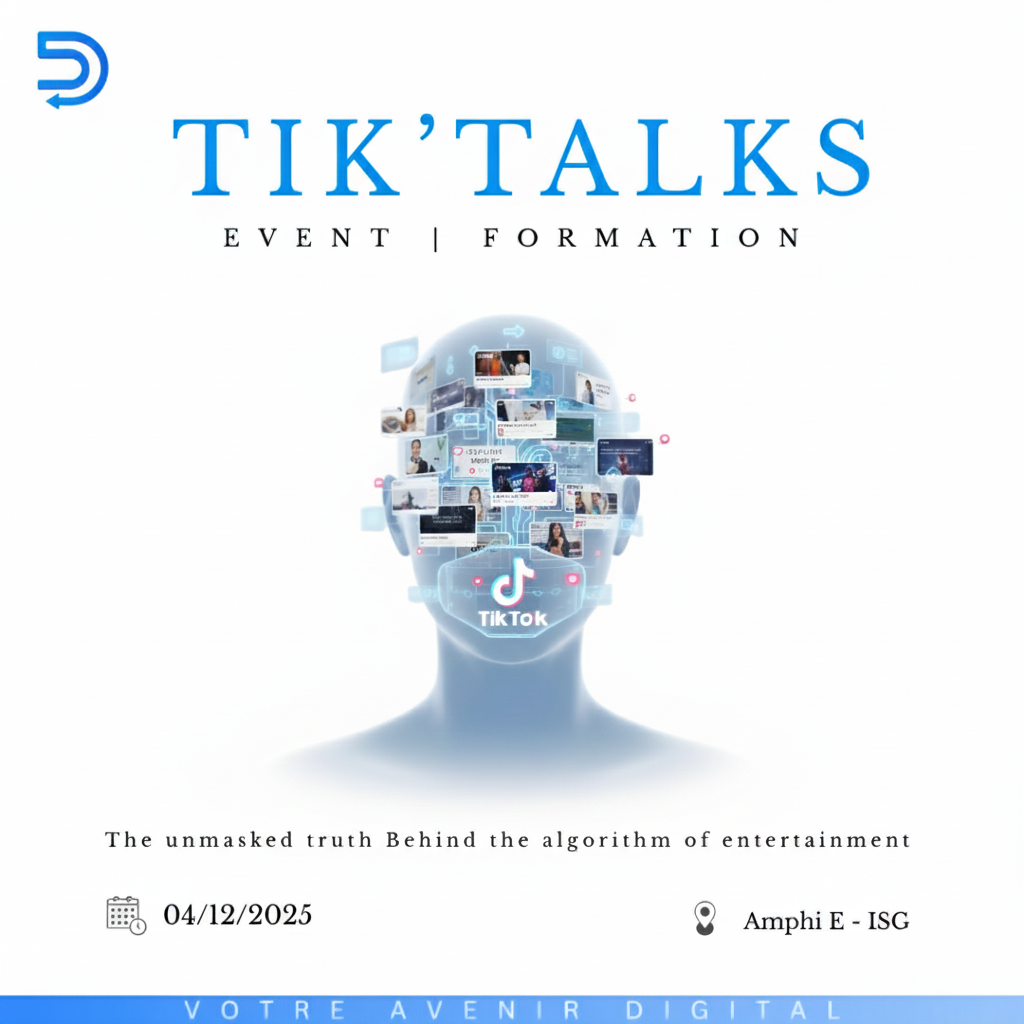 TIK’TALKS
EVENT | FORMATION
TikTok
The unmasked truth Behind the algorithm of entertainment
04/12/2025
Amphi E - ISG
VOTRE AVENIR DIGITAL